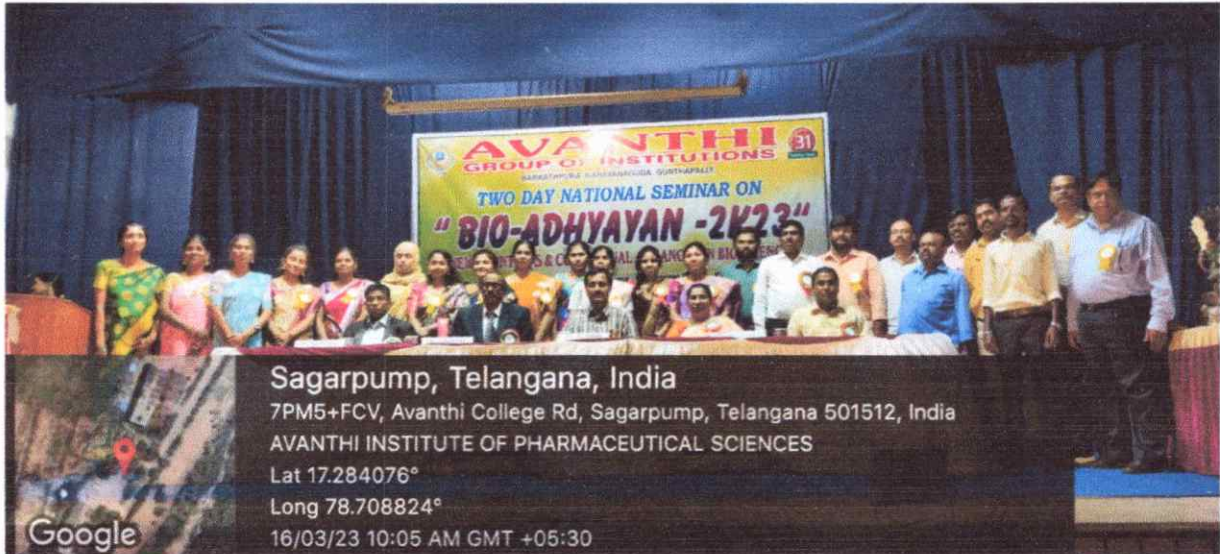 AVANTHI
GROUP OF INSTITUTIONS
31
TWO DAY NATIONAL SEMINAR ON
" BIO-ADHYAYAN -2K23"
Sagarpump, Telangana, India
7PM5+FCV, Avanthi College Rd, Sagarpump, Telangana 501512, India
AVANTHI INSTITUTE OF PHARMACEUTICAL SCIENCES
Lat 17.284076°
Long 78.708824°
16/03/23 10:05 AM GMT +05:30
Google